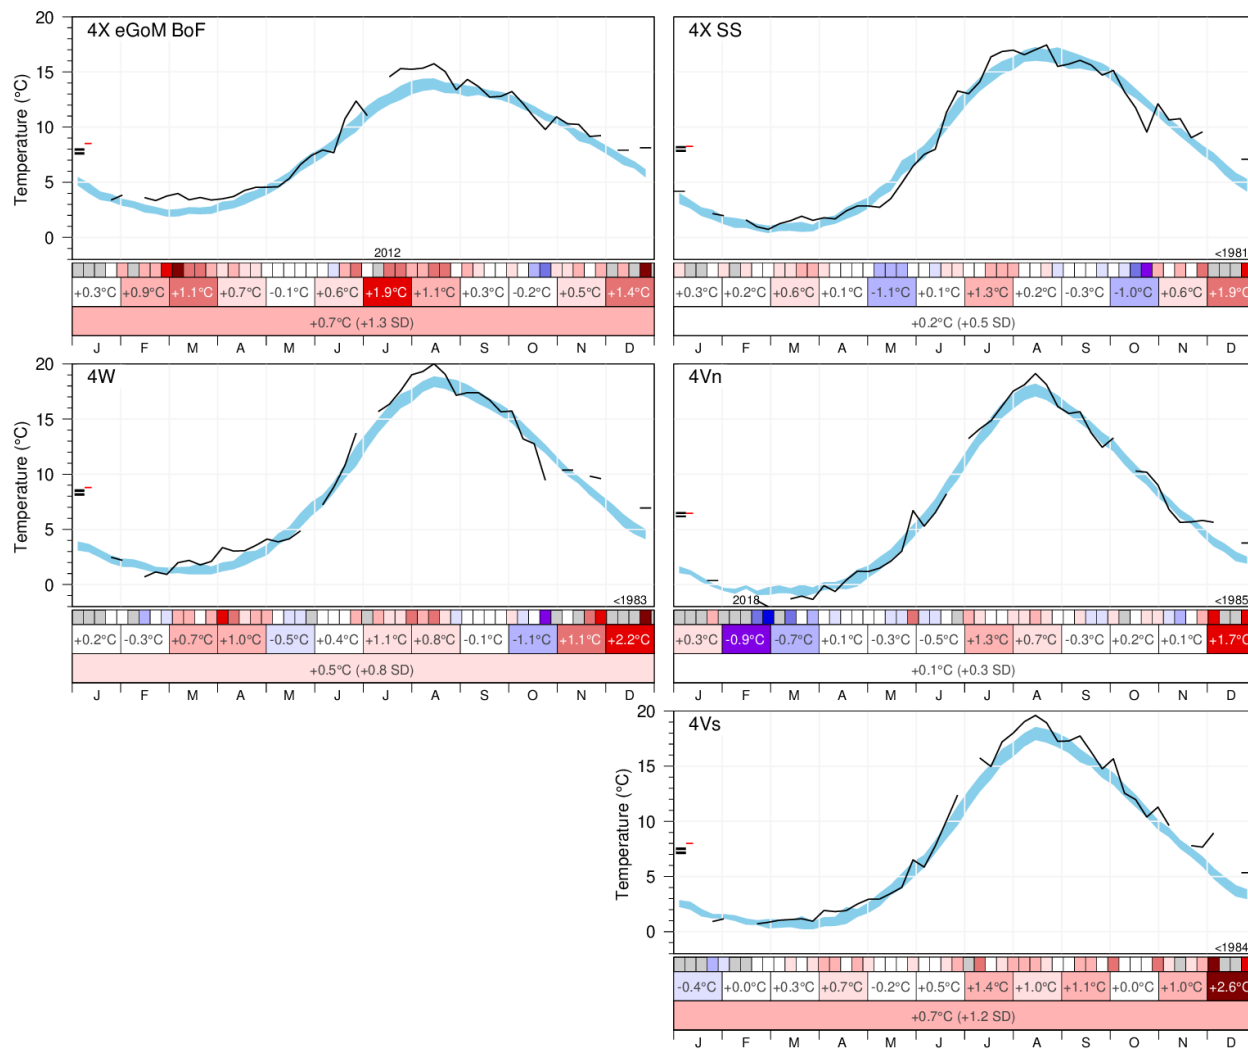 4X eGoM BoF
20
15
10
5
0
Temperature (°C)
2012
+0.3°C +0.9°C +1.1°C +0.7°C -0.1°C +0.6°C +1.9°C +1.1°C +0.3°C -0.2°C +0.5°C +1.4°C
+0.7°C (+1.3 SD)
J F M A M J J A S O N D
4X SS
<1981
+0.3°C +0.2°C +0.6°C +0.1°C -1.1°C +0.1°C +1.3°C +0.2°C -0.3°C -1.0°C +0.6°C +1.9°C
+0.2°C (+0.5 SD)
J F M A M J J A S O N D
4W
20
15
10
5
0
Temperature (°C)
<1983
+0.2°C -0.3°C +0.7°C +1.0°C -0.5°C +0.4°C +1.1°C +0.8°C -0.1°C -1.1°C +1.1°C +2.2°C
+0.5°C (+0.8 SD)
J F M A M J J A S O N D
4Vn
2018
<1985
+0.3°C -0.9°C -0.7°C +0.1°C -0.3°C -0.5°C +1.3°C +0.7°C -0.3°C +0.2°C +0.1°C +1.7°C
+0.1°C (+0.3 SD)
J F M A M J J A S O N D
4Vs
20
15
10
5
0
Temperature (°C)
<1984
-0.4°C +0.0°C +0.3°C +0.7°C -0.2°C +0.5°C +1.4°C +1.0°C +1.1°C +0.0°C +1.0°C +2.6°C
+0.7°C (+1.2 SD)
J F M A M J J A S O N D